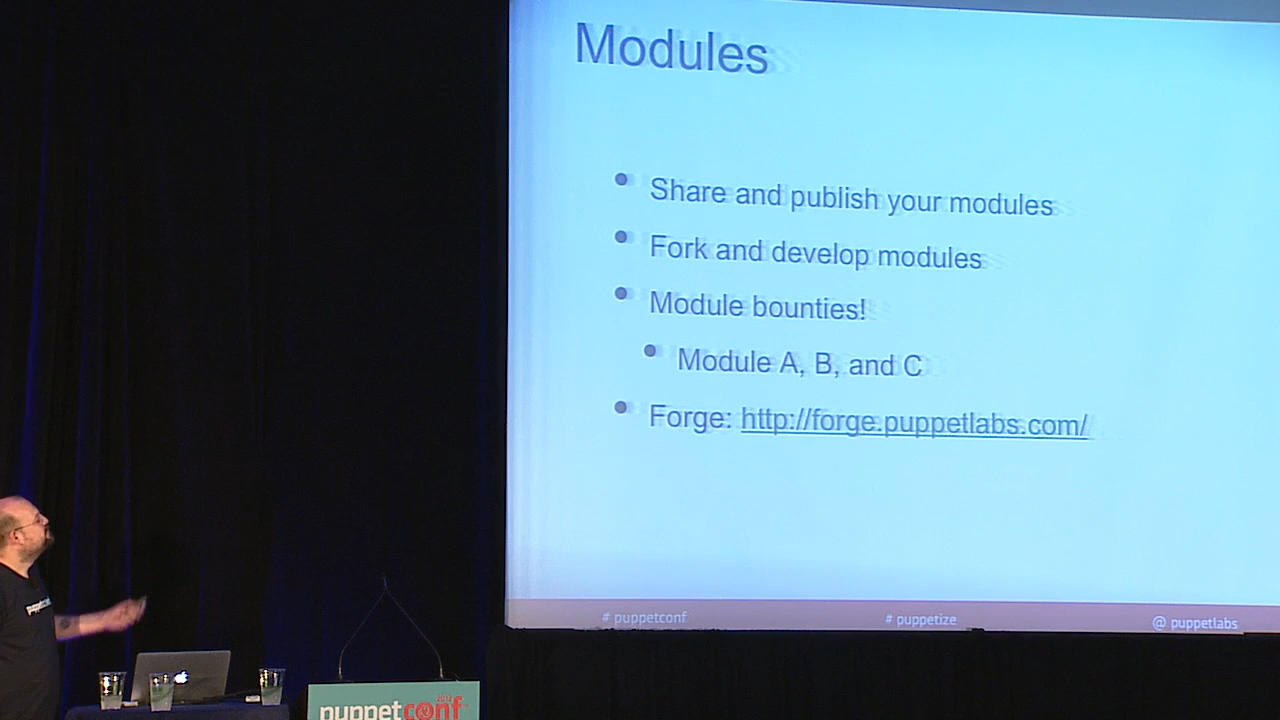 Modules
Share and publish your modules
Fork and develop modules
Module bounties!
Module A, B, and C
Forge: http://forge.puppetlabs.com/
# puppetconf
# puppetize
@ puppetlabs
2012
puppetconf